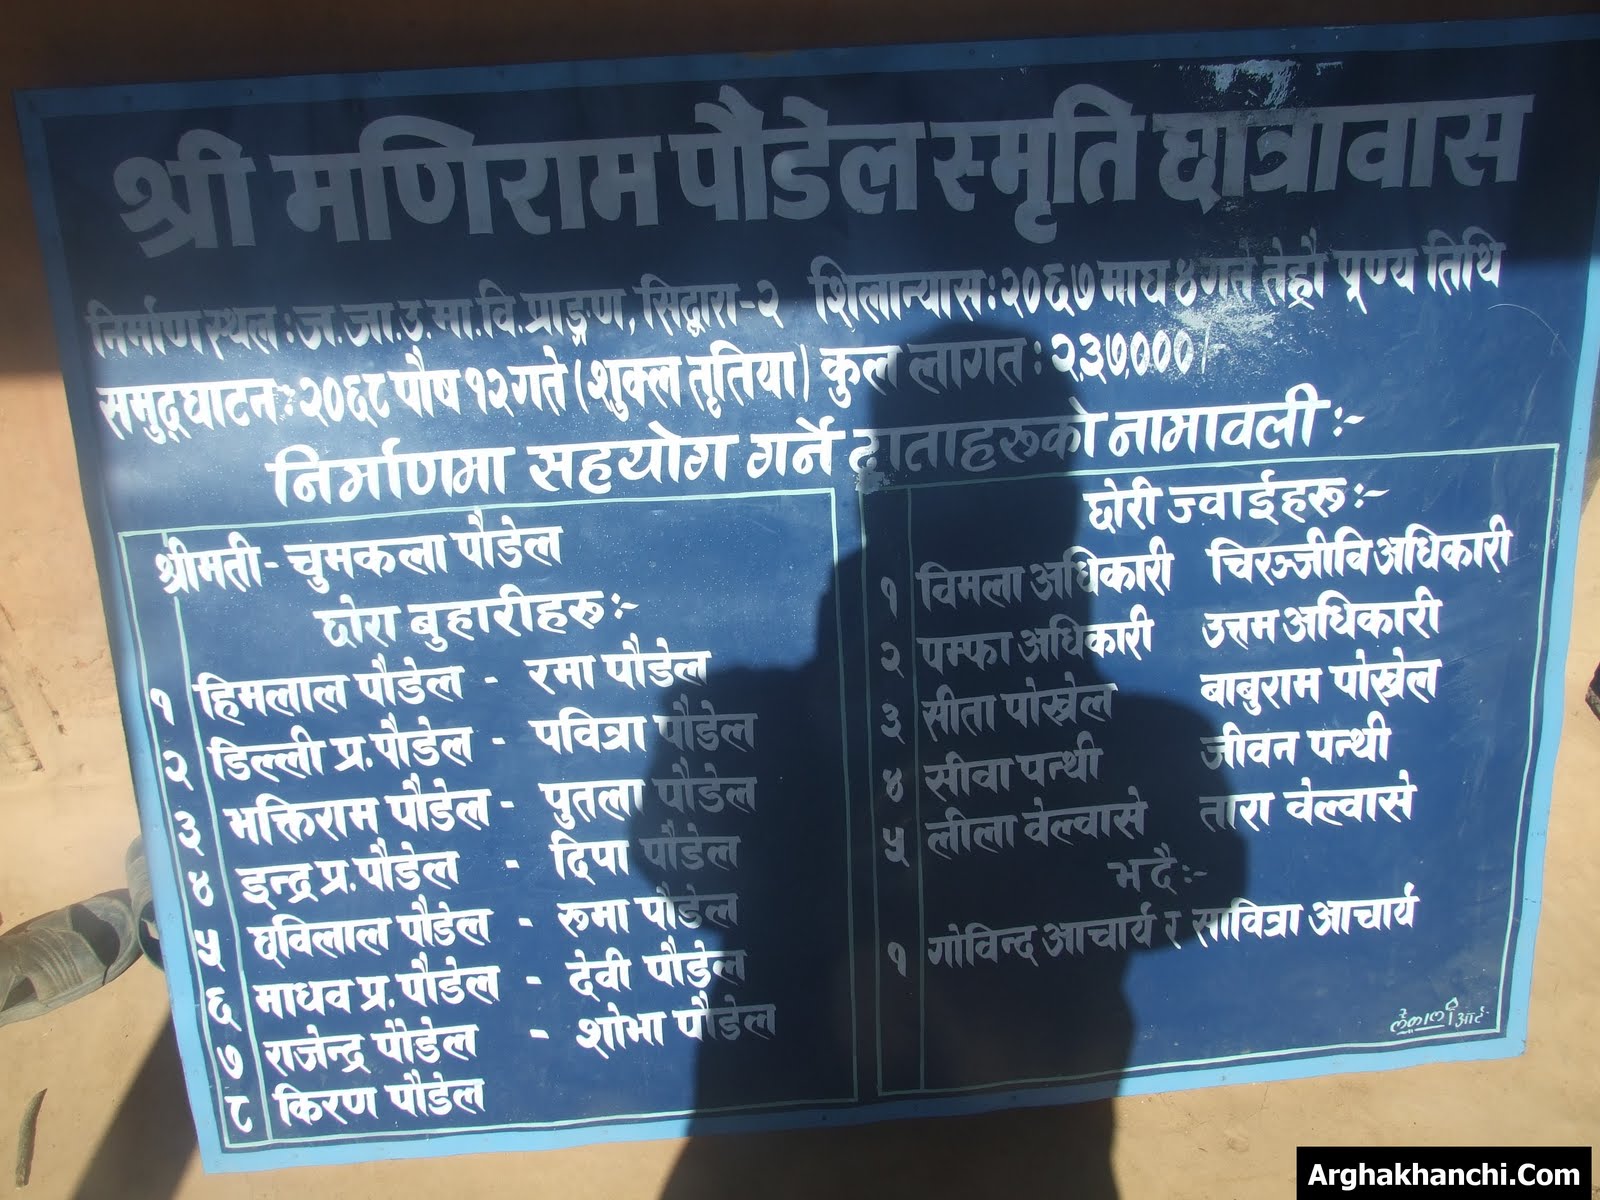 श्री मणिराम पौडेल स्मृति छात्रावास
निर्माण स्थल : ज. जा. उ. मा. वि. प्राङ्गण, सिद्धारा-२ शिलान्यास : २०६७ माघ ४ गते तेह्रौ पूण्य तिथि
समुद्घाटन :- २०६८ पौष १२ गते (शुक्ल तृतिया) कुल लागत : २,३७,०००/-
निर्माणमा सहयोग गर्ने दाताहरूको नामावली :-
श्रीमती - चुमकला पौडेल
छोरा बुहारीहरू :-
१ हिमलाल पौडेल - रमा पौडेल
२ डिल्ली प्र. पौडेल - पवित्रा पौडेल
३ भक्तिराम पौडेल - पुतला पौडेल
४ इन्द्र प्र. पौडेल - दिपा पौडेल
५ छविलाल पौडेल - रूमा पौडेल
६ माधव प्र. पौडेल - देवी पौडेल
७ राजेन्द्र पौडेल - शोभा पौडेल
८ किरण पौडेल
छोरी ज्वाईहरू :-
१ विमला अधिकारी चिरञ्जीवि अधिकारी
२ पम्फा अधिकारी उत्तम अधिकारी
३ सीता पोख्रेल बाबुराम पोख्रेल
४ सीवा पन्थी जीवन पन्थी
५ लीला वेल्वासे तारा वेल्वासे
भदै :-
१ गोविन्द आचार्य र सावित्रा आचार्य
आर्ट
Arghakhanchi.Com